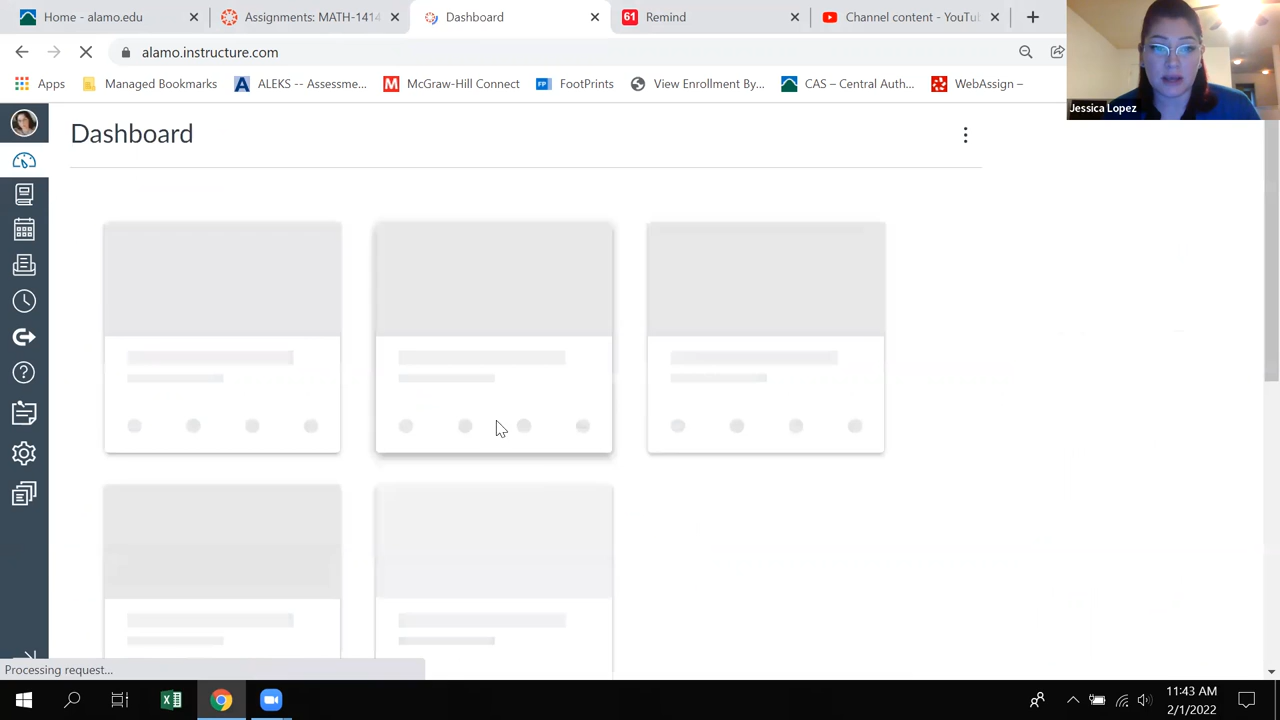 Home - alamo.edu
Assignments: MATH-1414
Dashboard
61 Remind
Channel content - YouTu
alamo.instructure.com
Apps
Managed Bookmarks
ALEKS -- Assessme...
McGraw-Hill Connect
FootPrints
View Enrollment By...
CAS – Central Auth...
WebAssign –
Jessica Lopez
Dashboard
Processing request...
11:43 AM
2/1/2022